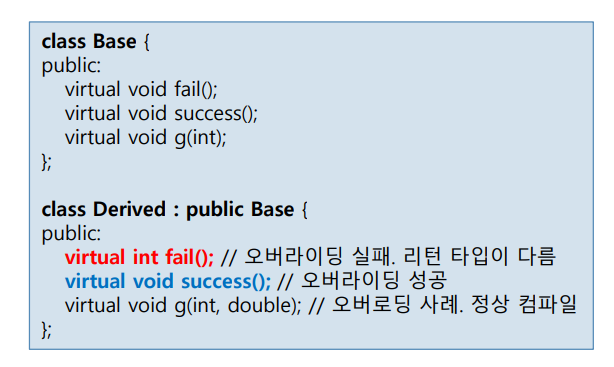 class Base {
public:
virtual void fail();
virtual void success();
virtual void g(int);
};
class Derived : public Base {
public:
virtual int fail(); // 오버라이딩 실패. 리턴 타입이 다름
virtual void success(); // 오버라이딩 성공
virtual void g(int, double); // 오버로딩 사례. 정상 컴파일
};